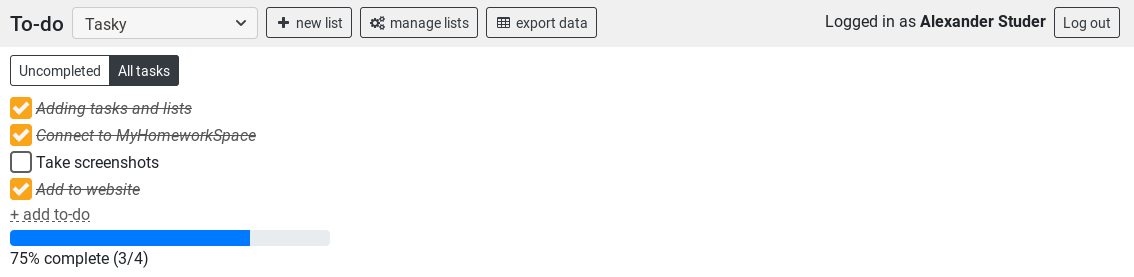 To-do Tasky new list manage lists export data Logged in as Alexander Studer Log out
Uncompleted All tasks
Adding tasks and lists
Connect to MyHomeworkSpace
Take screenshots
Add to website
+ add to-do
75% complete (3/4)